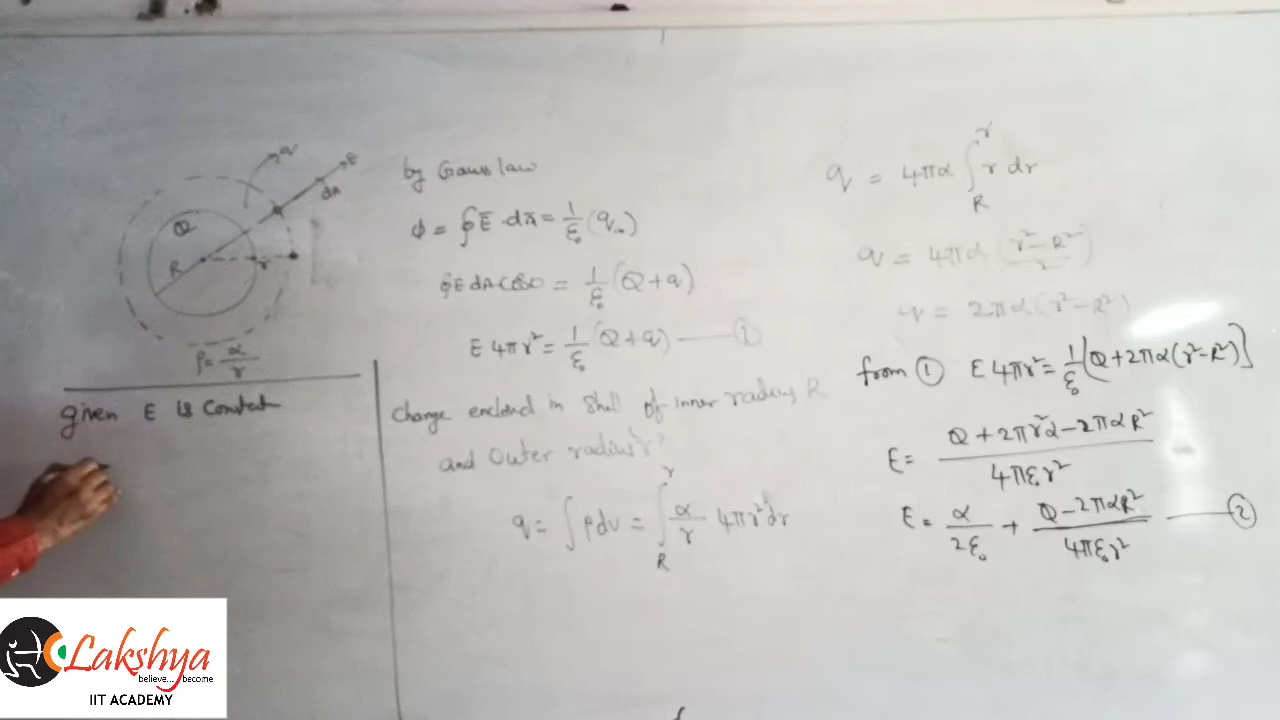 q
E
dA
Q
R
r
ρ = α/r
given E is Constant
by Gauss law
ϕ = ∮E̅ . dA̅ = 1/ε₀ (qᵢₙ)
∮E dA cos0 = 1/ε₀ (Q+q)
E 4πr² = 1/ε₀ (Q+q) —— ①
Charge enclosed in Shell of inner radius R
and Outer radius 'r'
q = ∫ρdv = ∫_R^r α/r 4πr²dr
q = 4πα ∫_R^r r dr
q = 4πα (r²-R²)/2
q = 2πα (r²-R²)
from ① E 4πr² = 1/ε₀ [Q+2πα(r²-R²)]
E = (Q+2πr²α-2παR²)/(4πε₀r²)
E = α/2ε₀ + (Q-2παR²)/(4πε₀r²) —— ②
Lakshya
believe... become
IIT ACADEMY